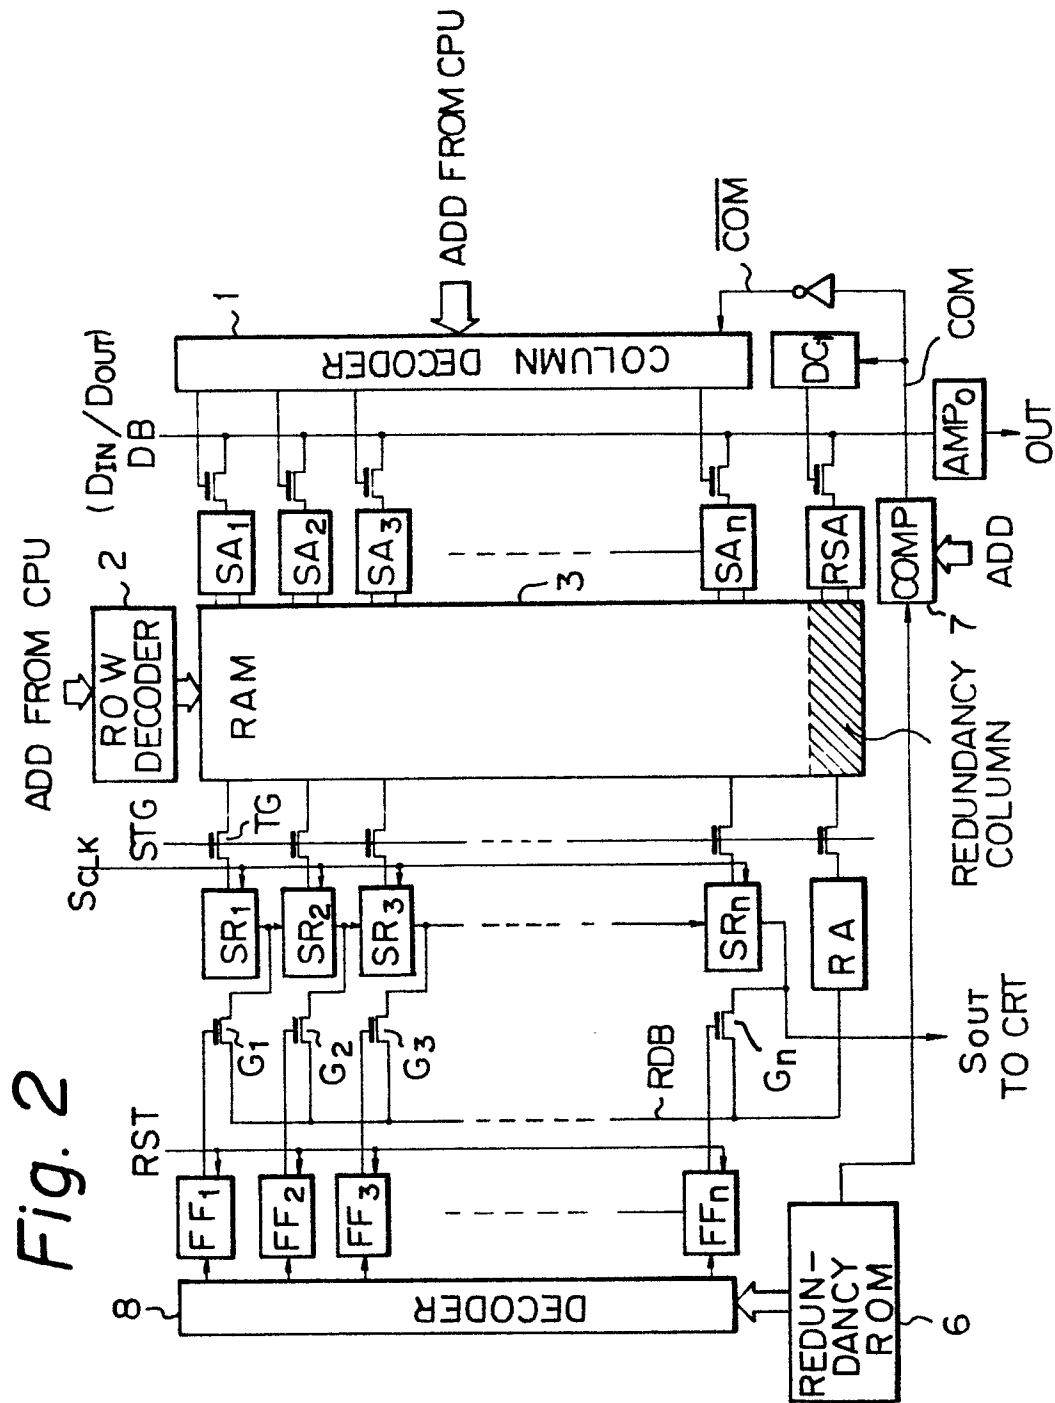 Fig. 2
ADD FROM CPU
ROW
DECODER
2
(DIN/DOUT)
DB
1
COLUMN DECODER
ADD FROM CPU
STG
SCLK
TG
RAM
3
SA1
SA2
SA3
SAn
RSA
COM
DC1
COM
AMPO
OUT
COMP
7
ADD
REDUNDANCY
COLUMN
SR1
SR2
SR3
SRn
RA
G1
G2
G3
Gn
RDB
SOUT
TO CRT
RST
FF1
FF2
FF3
FFn
8
DECODER
REDUN-
DANCY
ROM
6